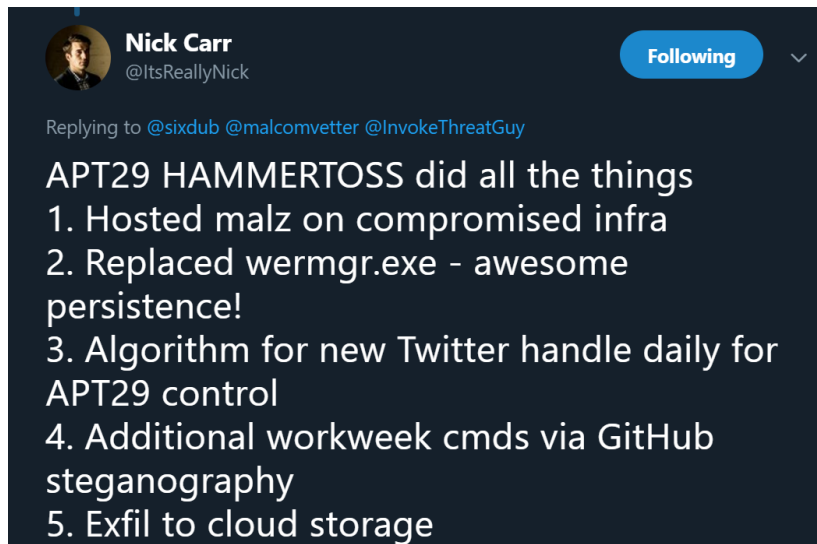 Nick Carr
@ItsReallyNick
Following
Replying to @sixdub @malcomvetter @InvokeThreatGuy
APT29 HAMMERTOSS did all the things
1. Hosted malz on compromised infra
2. Replaced wermgr.exe - awesome
persistence!
3. Algorithm for new Twitter handle daily for
APT29 control
4. Additional workweek cmds via GitHub
steganography
5. Exfil to cloud storage